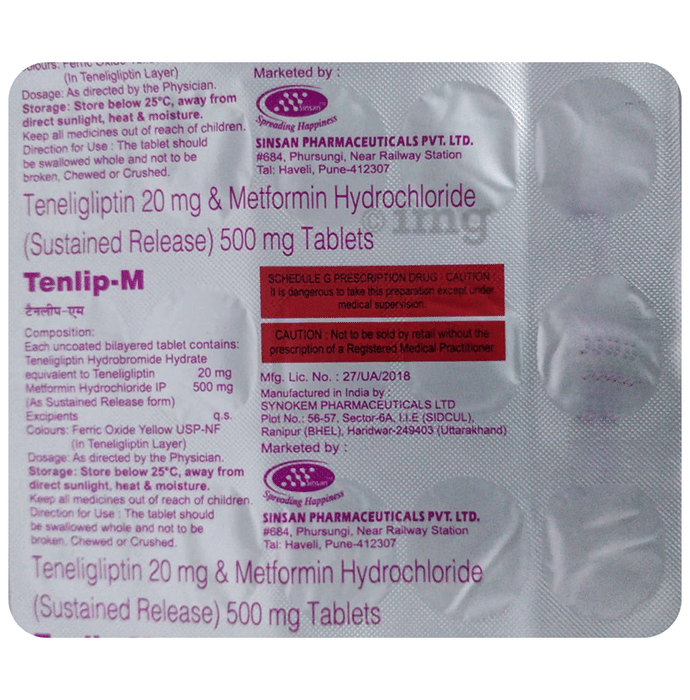 (In Teneligliptin Layer)
Dosage: As directed by the Physician.
Storage: Store below 25°C, away from
direct sunlight, heat & moisture.
Keep all medicines out of reach of children.
Direction for Use : The tablet should
be swallowed whole and not to be
broken, Chewed or Crushed.
Marketed by :
SINSAN
Spreading Happiness
SINSAN PHARMACEUTICALS PVT. LTD.
#684, Phursungi, Near Railway Station
Tal: Haveli, Pune-412307
Teneligliptin 20 mg & Metformin Hydrochloride
(Sustained Release) 500 mg Tablets
1mg
Tenlip-M
टैनलीप-एम
Composition:
Each uncoated bilayered tablet contains:
Teneligliptin Hydrobromide Hydrate
equivalent to Teneligliptin 20 mg
Metformin Hydrochloride IP 500 mg
(As Sustained Release form)
Excipients q.s.
Colours: Ferric Oxide Yellow USP-NF
(In Teneligliptin Layer)
Dosage: As directed by the Physician.
Storage: Store below 25°C, away from
direct sunlight, heat & moisture.
Keep all medicines out of reach of children.
Direction for Use : The tablet should
be swallowed whole and not to be
broken, Chewed or Crushed.
SCHEDULE G PRESCRIPTION DRUG - CAUTION :
It is dangerous to take this preparation except under
medical supervision.
CAUTION : Not to be sold by retail without the
prescription of a Registered Medical Practitioner
Mfg. Lic. No. : 27/UA/2018
Manufactured in India by :
SYNOKEM PHARMACEUTICALS LTD
Plot No.: 56-57, Sector-6A, I.I.E (SIDCUL),
Ranipur (BHEL), Haridwar-249403 (Uttarakhand)
Marketed by :
SINSAN
Spreading Happiness
SINSAN PHARMACEUTICALS PVT. LTD.
#684, Phursungi, Near Railway Station
Tal: Haveli, Pune-412307
Teneligliptin 20 mg & Metformin Hydrochloride
(Sustained Release) 500 mg Tablets